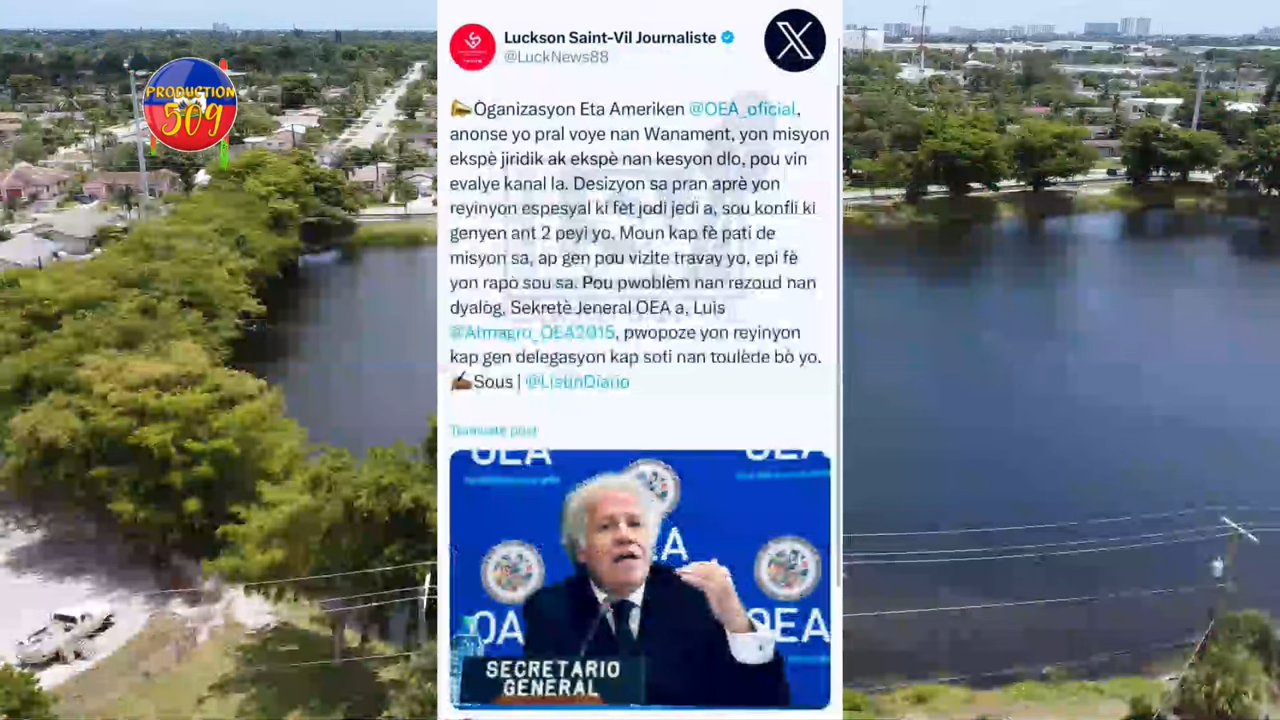 PRODUCTION
509
Luckson Saint-Vil Journaliste
@LuckNews88
Òganizasyon Eta Ameriken @OEA_oficial,
anonse yo pral voye nan Wanament, yon misyon
ekspè jiridik ak ekspè nan kesyon dlo, pou vin
evalye kanal la. Desizyon sa pran aprè yon
reyinyon espesyal ki fèt jodi jedi a, sou konfli ki
genyen ant 2 peyi yo. Moun kap fè pati de
misyon sa, ap gen pou vizite travay yo, epi fè
yon rapò sou sa. Pou pwoblèm nan rezoud nan
dyalòg, Sekretè Jeneral OEA a, Luis
@Almagro_OEA2015, pwopoze yon reyinyon
kap gen delegasyon kap soti nan toulède bò yo.
Sous | @ListinDiario
Translate post
OEA
OEA
EA
OEA
OEA
SECRETARIO
GENERAL